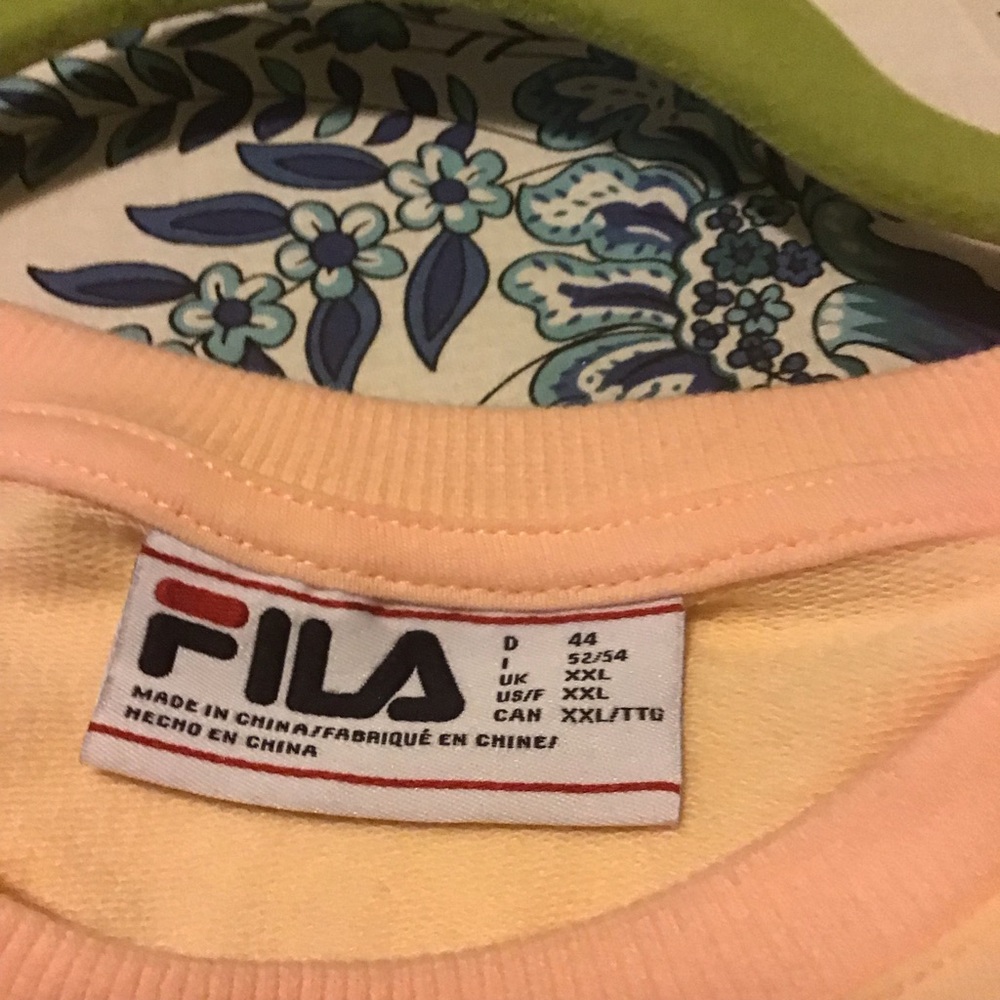 FILA
D 44
I 52/54
UK XXL
US/F XXL
CAN XXL/TTG
MADE IN CHINA/FABRIQUÉ EN CHINE/
HECHO EN CHINA